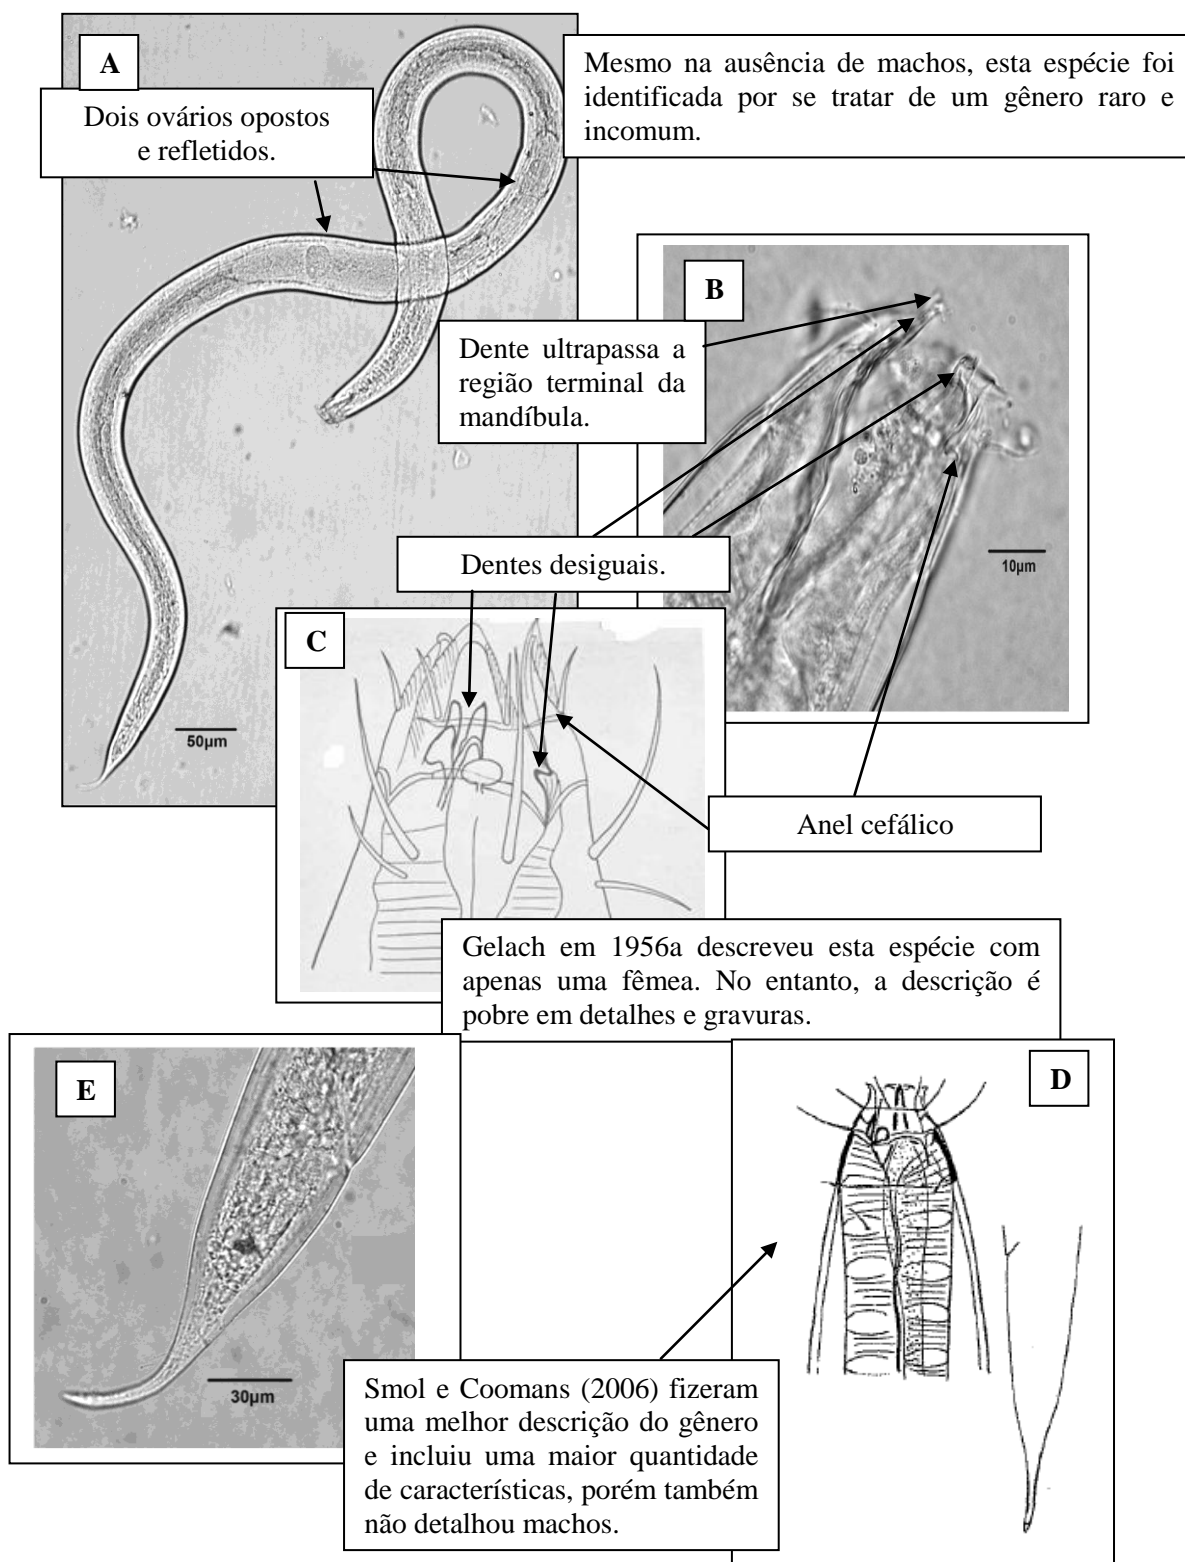 A
Mesmo na ausência de machos, esta espécie foi
identificada por se tratar de um gênero raro e
incomum.
Dois ovários opostos
e refletidos.
B
Dente ultrapassa a
região terminal da
mandíbula.
10µm
Dentes desiguais.
C
50µm
Anel cefálico
Gelach em 1956a descreveu esta espécie com
apenas uma fêmea. No entanto, a descrição é
pobre em detalhes e gravuras.
E
D
30µm
Smol e Coomans (2006) fizeram
uma melhor descrição do gênero
e incluiu uma maior quantidade
de características, porém também
não detalhou machos.